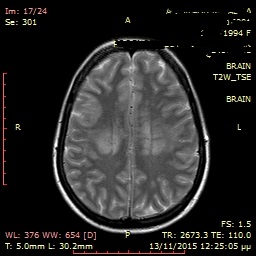 Im: 17/24
Se: 301
A
1994 F
BRAIN
T2W_TSE
BRAIN
R
L
FS: 1.5
WL: 376 WW: 654 [D]
P
TR: 2673.3 TE: 110.0
T: 5.0mm L: 30.2mm
13/11/2015 12:25:05 μμ